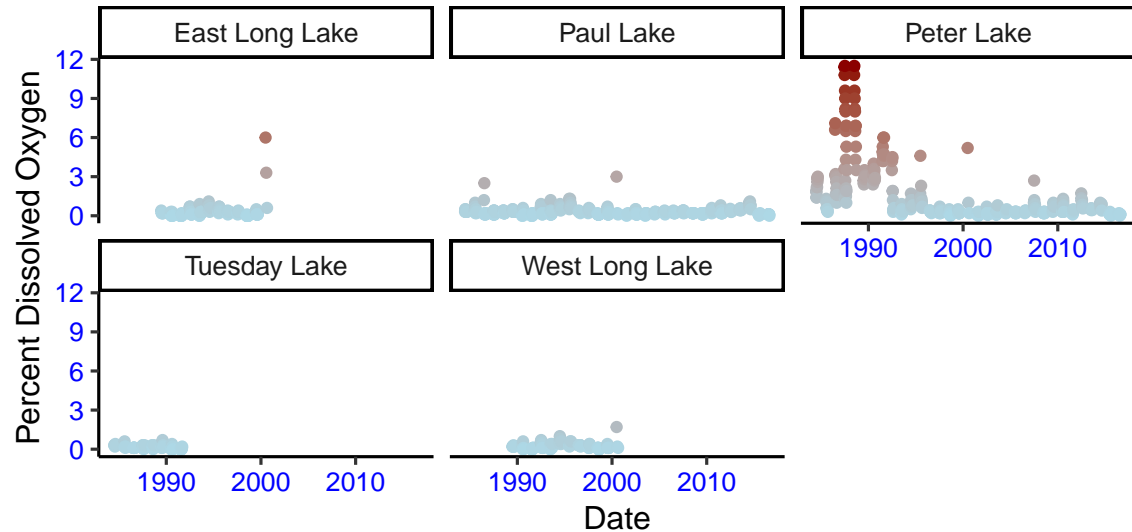 East Long Lake
Paul Lake
Peter Lake
Percent Dissolved Oxygen
12
9
6
3
0
1990 2000 2010
Tuesday Lake
West Long Lake
12
9
6
3
0
1990 2000 2010
1990 2000 2010
Date